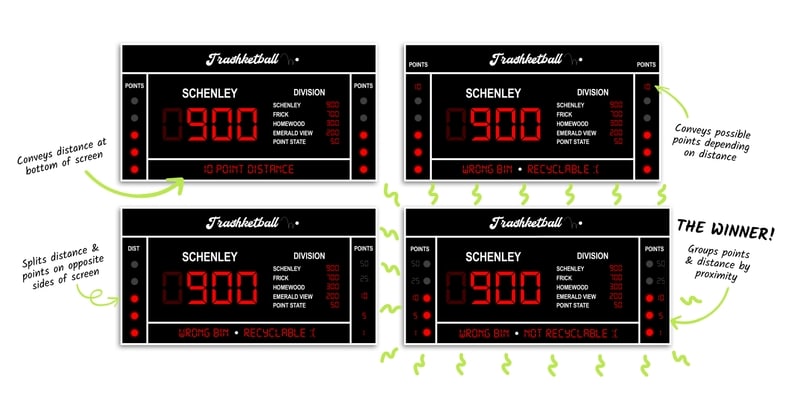 Trashketball
POINTS
POINTS
SCHENLEY
DIVISION
900
SCHENLEY 900
FRICK 700
HOMEWOOD 300
EMERALD VIEW 200
POINT STATE 50
10 POINT DISTANCE
Conveys distance at
bottom of screen
Trashketball
POINTS
POINTS
10
10
SCHENLEY
DIVISION
900
SCHENLEY 900
FRICK 700
HOMEWOOD 800
EMERALD VIEW 200
POINT STATE 50
WRONG BIN • RECYCLABLE :(
Conveys possible
points depending
on distance
Trashketball
DIST
POINTS
SCHENLEY
DIVISION
900
SCHENLEY 900
FRICK 700
HOMEWOOD 300
EMERALD VIEW 200
POINT STATE 50
50
25
10
5
1
WRONG BIN • RECYCLABLE :(
Splits distance &
points on opposite
sides of screen
Trashketball
POINTS
POINTS
50
25
10
5
1
SCHENLEY
DIVISION
900
SCHENLEY 900
FRICK 700
HOMEWOOD 300
EMERALD VIEW 200
POINT STATE 50
50
25
10
5
1
WRONG BIN • NOT RECYCLABLE :(
THE WINNER!
Groups points
& distance by
proximity